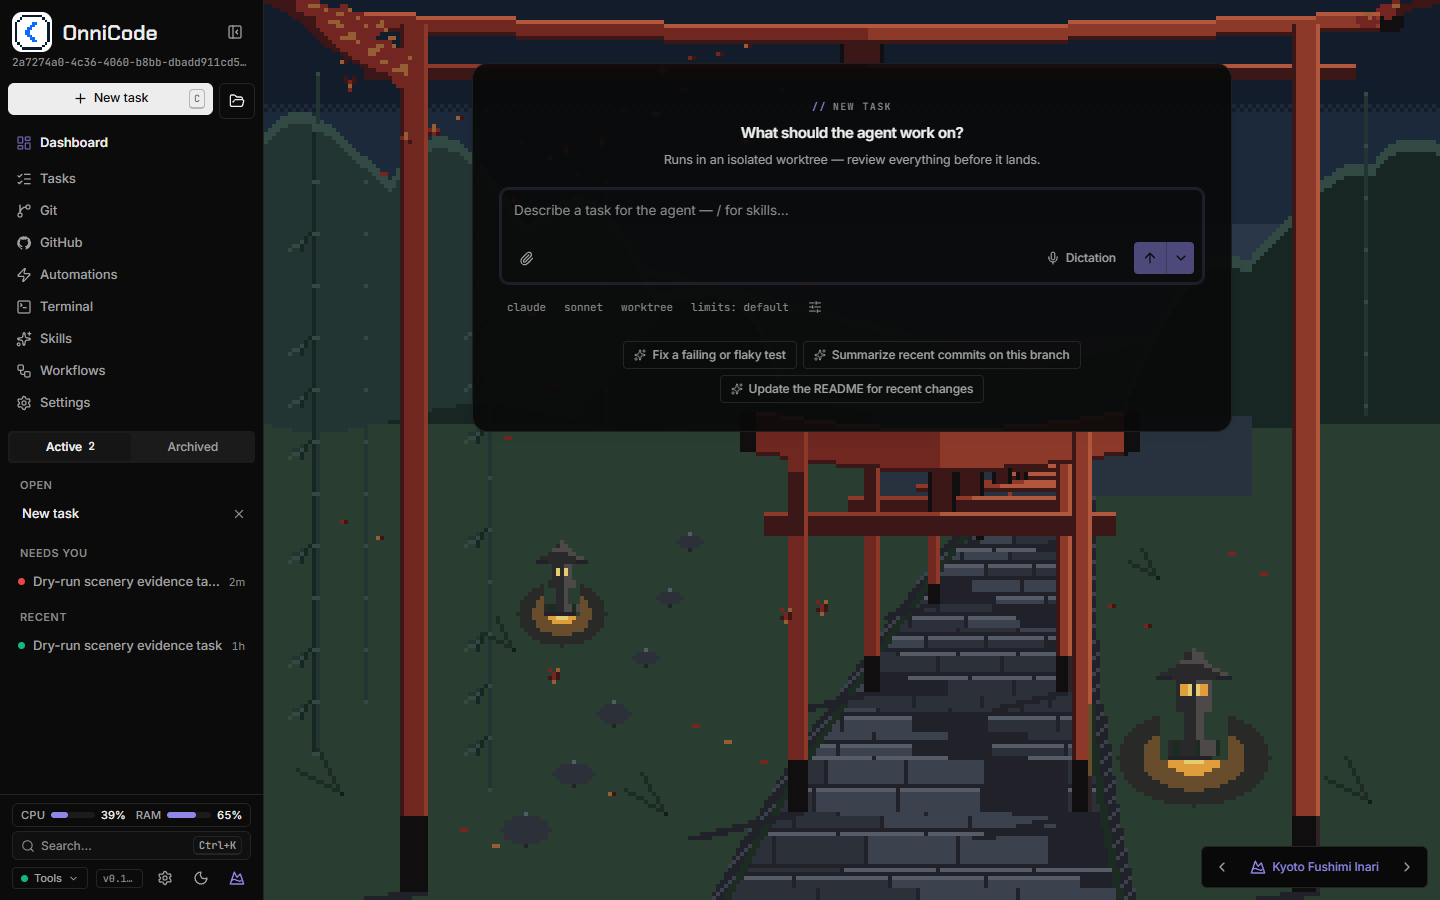 OnniCode
2a7274a0-4c36-4060-b8bb-dbadd911cd5…
New task
C
Dashboard
Tasks
Git
GitHub
Automations
Terminal
Skills
Workflows
Settings
Active 2
Archived
OPEN
New task
NEEDS YOU
Dry-run scenery evidence ta… 2m
RECENT
Dry-run scenery evidence task 1h
CPU 39% RAM 65%
Search... Ctrl+K
Tools
v0.1…
// NEW TASK
What should the agent work on?
Runs in an isolated worktree — review everything before it lands.
Describe a task for the agent — / for skills...
Dictation
claude sonnet worktree limits: default
Fix a failing or flaky test
Summarize recent commits on this branch
Update the README for recent changes
Kyoto Fushimi Inari